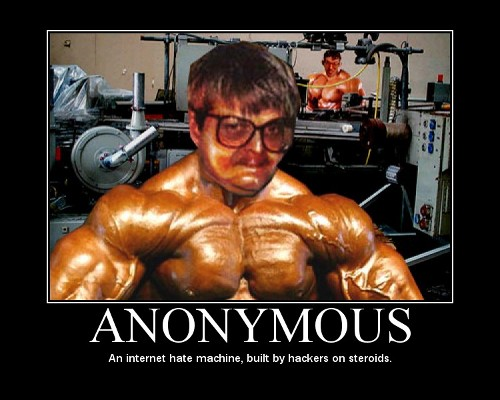 ANONYMOUS
An internet hate machine, built by hackers on steroids.